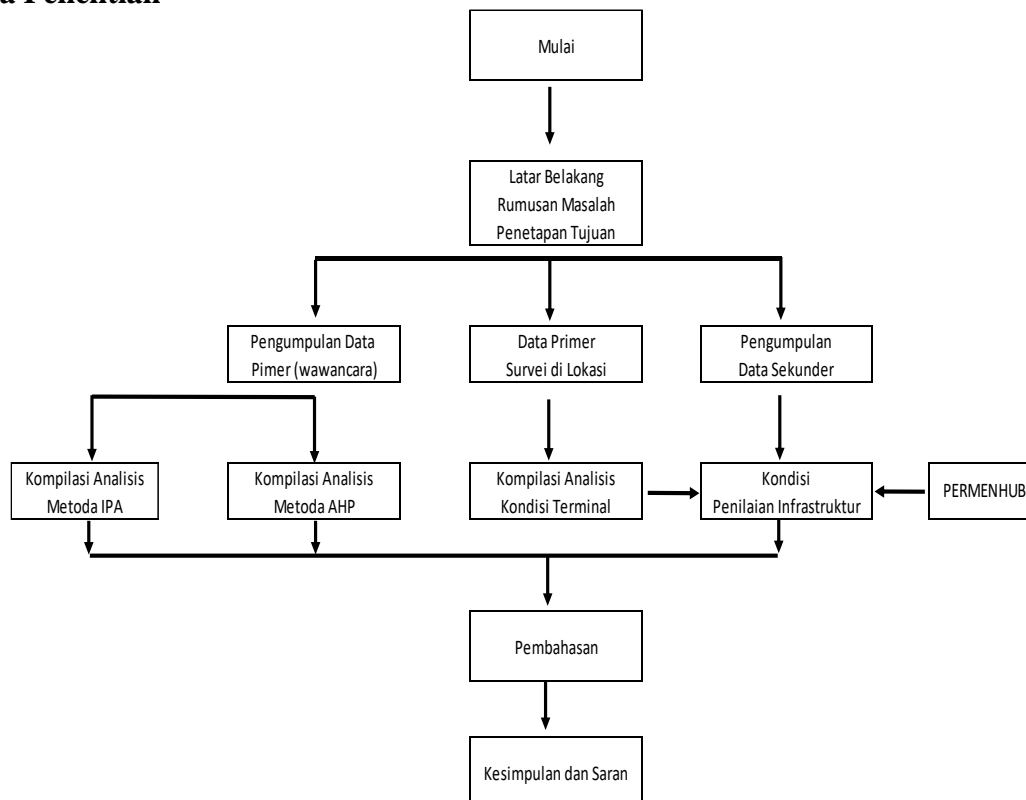 Mulai
Latar Belakang
Rumusan Masalah
Penetapan Tujuan
Pengumpulan Data
Pimer (wawancara)
Data Primer
Survei di Lokasi
Pengumpulan
Data Sekunder
Kompilasi Analisis
Metoda IPA
Kompilasi Analisis
Metoda AHP
Kompilasi Analisis
Kondisi Terminal
Kondisi
Penilaian Infrastruktur
PERMENHUB
Pembahasan
Kesimpulan dan Saran